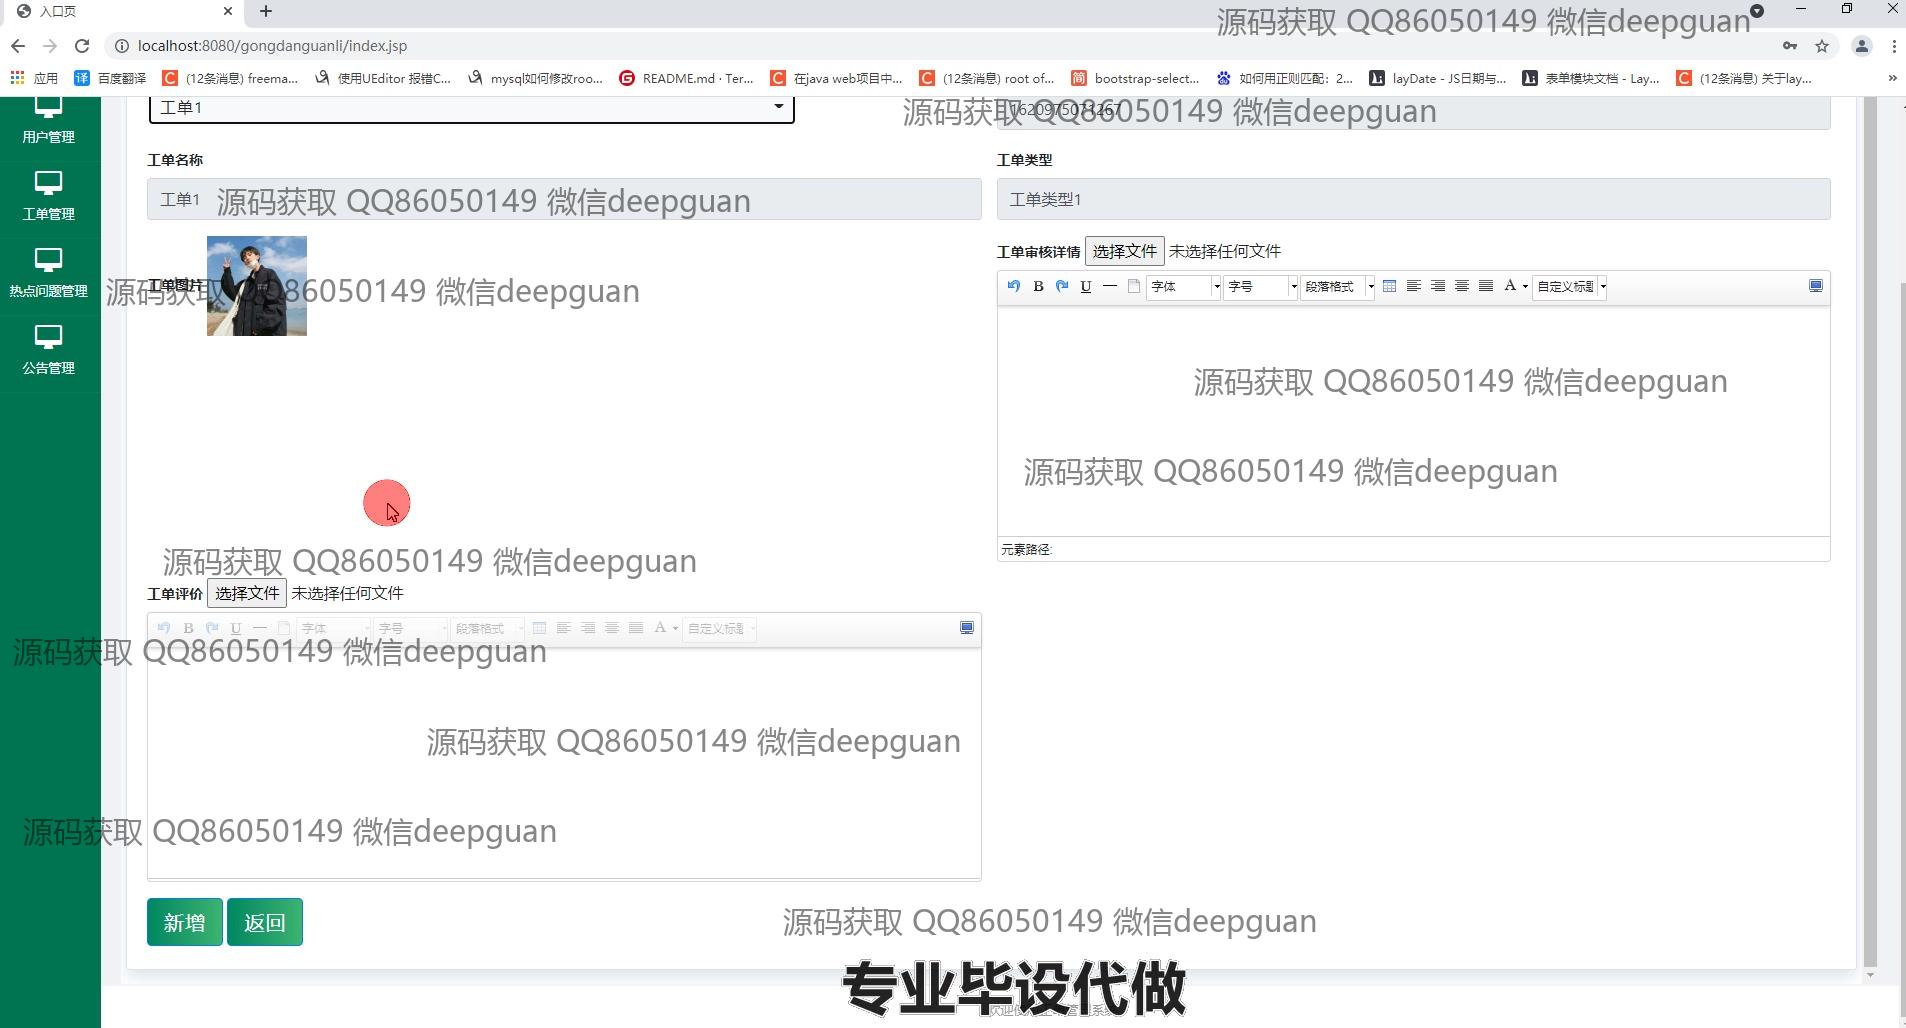 入口页
源码获取 QQ86050149 微信deepguan
localhost:8080/gongdanguanli/index.jsp
应用 百度翻译 (12条消息) freema... 使用UEditor 报错C... mysql如何修改roo... README.md · Ter... 在java web项目中... (12条消息) root of... bootstrap-select... 如何用正则匹配：2... layDate - JS日期与... 表单模块文档 - Lay... (12条消息) 关于lay... »
工单1
1620975071267
源码获取 QQ86050149 微信deepguan
用户管理
工单名称
工单类型
工单1
源码获取 QQ86050149 微信deepguan
工单类型1
工单管理
工单审核详情 选择文件 未选择任何文件
工单图片
源码获取 QQ86050149 微信deepguan
热点问题管理
B U 字体 字号 段落格式 A 自定义标题
公告管理
源码获取 QQ86050149 微信deepguan
源码获取 QQ86050149 微信deepguan
元素路径:
源码获取 QQ86050149 微信deepguan
工单评价 选择文件 未选择任何文件
B U 字体 字号 段落格式 A 自定义标题
源码获取 QQ86050149 微信deepguan
源码获取 QQ86050149 微信deepguan
源码获取 QQ86050149 微信deepguan
新增 返回
源码获取 QQ86050149 微信deepguan
专业毕设代做